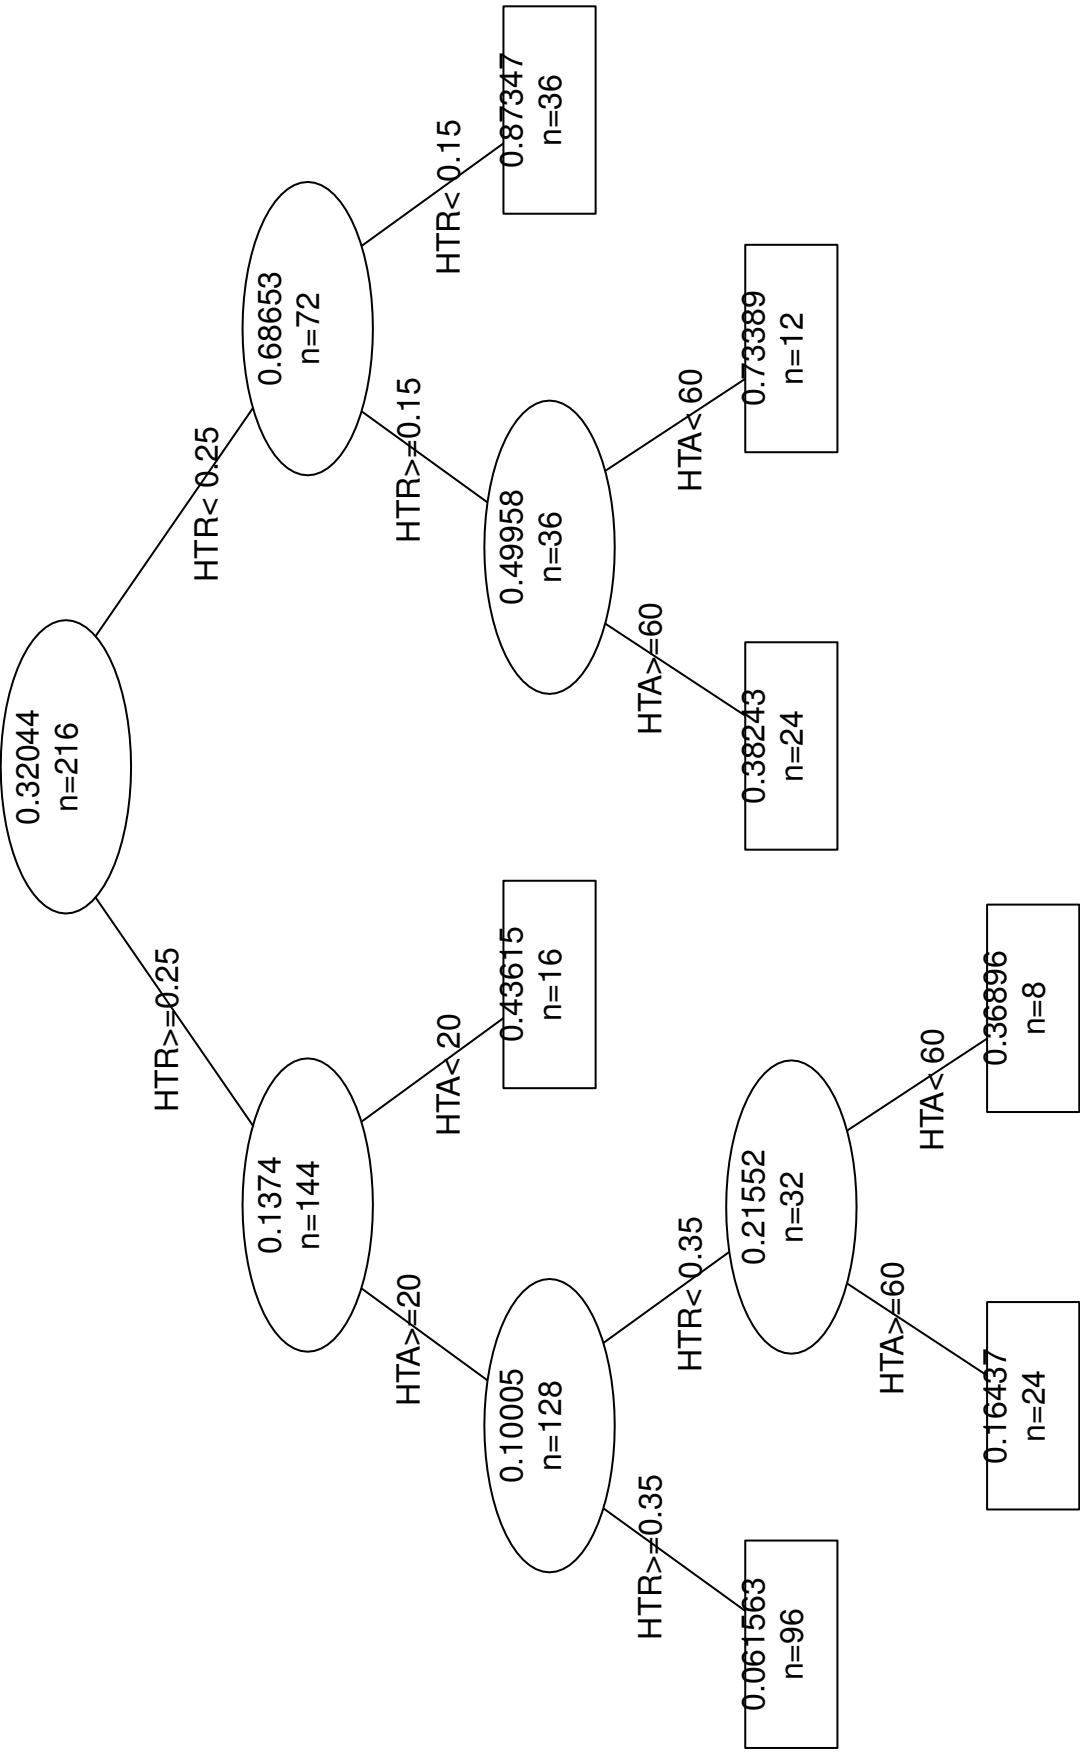 0.32044
n=216
HTR>=0.25
HTR< 0.25
0.1374
n=144
0.68653
n=72
HTA>=20
HTA< 20
HTR>=0.15
HTR< 0.15
0.10005
n=128
0.43615
n=16
0.49958
n=36
0.87347
n=36
HTR>=0.35
HTR< 0.35
HTA>=60
HTA< 60
0.061563
n=96
0.21552
n=32
0.38243
n=24
0.73389
n=12
HTA>=60
HTA< 60
0.16437
n=24
0.36896
n=8